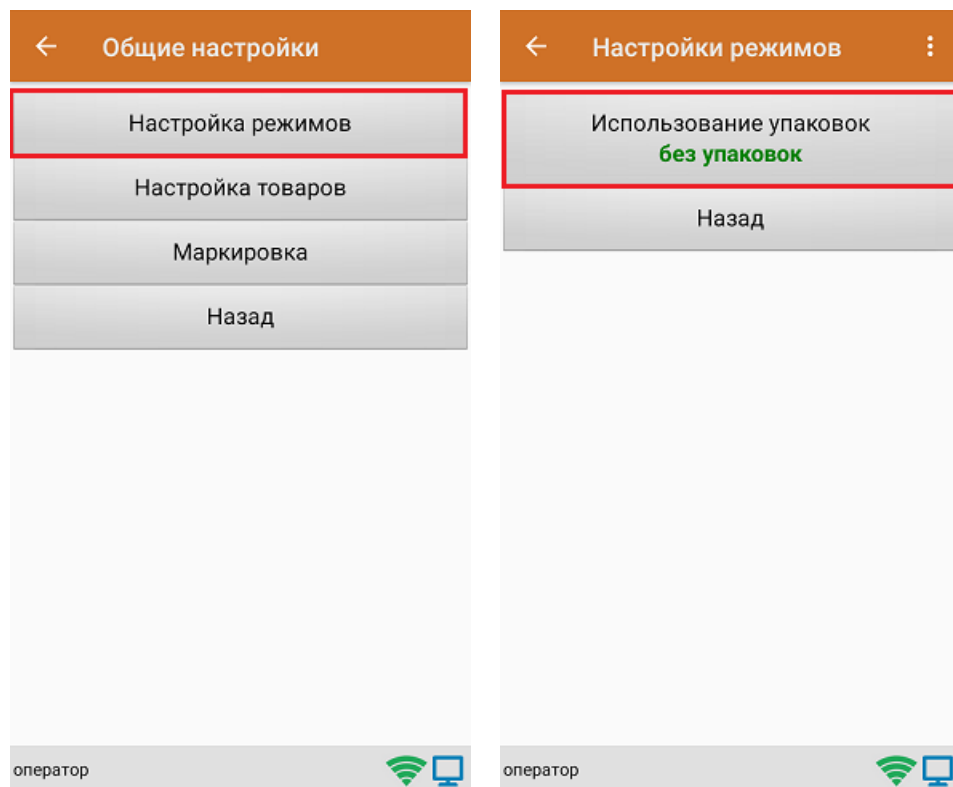 Общие настройки
Настройка режимов
Настройка товаров
Маркировка
Назад
оператор
Настройки режимов
Использование упаковок
без упаковок
Назад
оператор